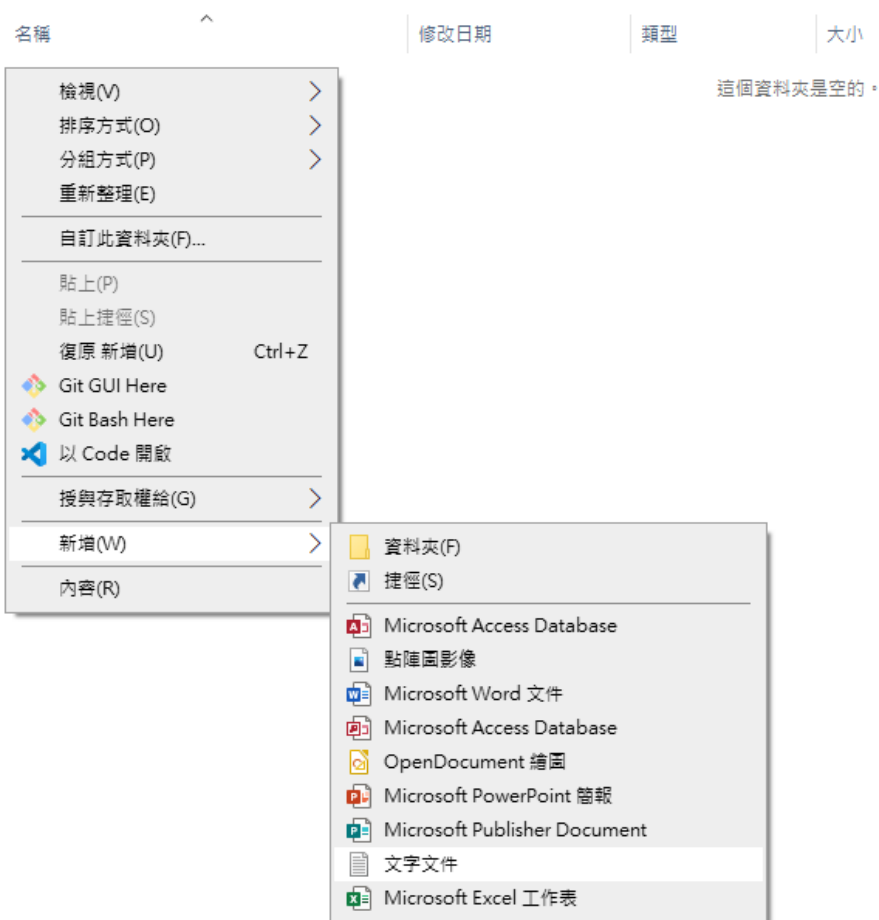 名稱
修改日期
類型
大小
這個資料夾是空的。
檢視(V)
排序方式(O)
分組方式(P)
重新整理(E)
自訂此資料夾(F)...
貼上(P)
貼上捷徑(S)
復原 新增(U) Ctrl+Z
Git GUI Here
Git Bash Here
以 Code 開啟
授與存取權給(G)
新增(W)
內容(R)
資料夾(F)
捷徑(S)
Microsoft Access Database
點陣圖影像
Microsoft Word 文件
Microsoft Access Database
OpenDocument 繪圖
Microsoft PowerPoint 簡報
Microsoft Publisher Document
文字文件
Microsoft Excel 工作表